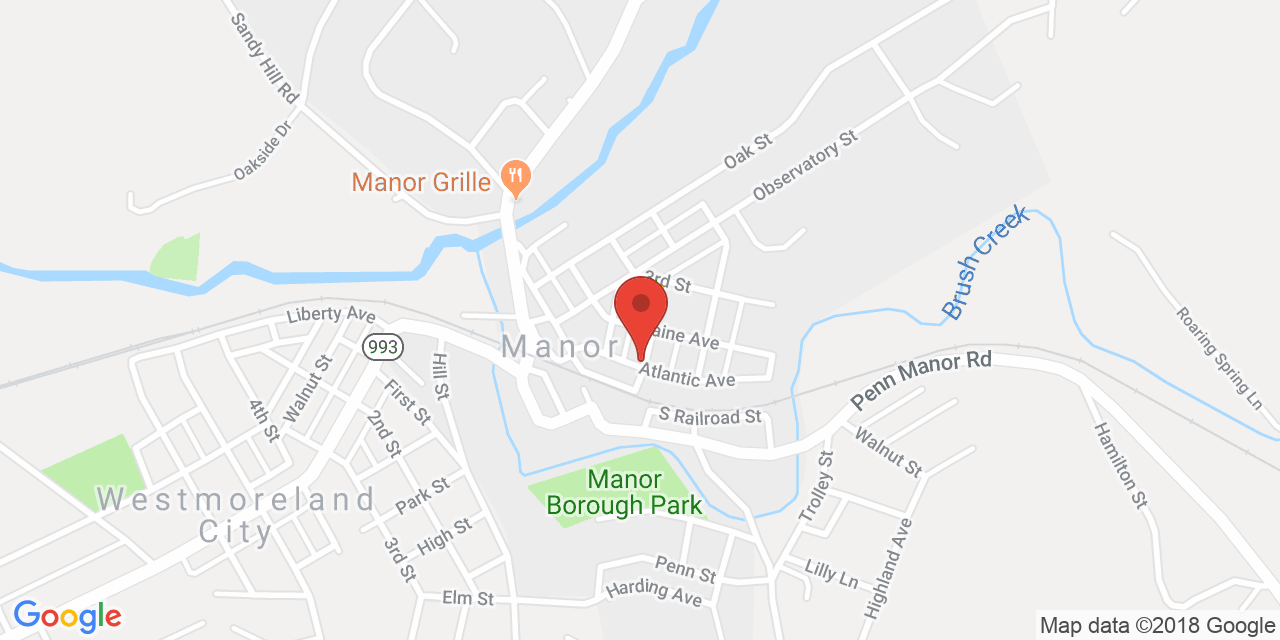 Sandy Hill Rd
Oakside Dr
Manor Grille
Oak St
Observatory St
Brush Creek
3rd St
Liberty Ave
993
Manor
aine Ave
Atlantic Ave
Penn Manor Rd
Roaring Spring Ln
Walnut St
Hill St
First St
4th St
2nd St
S Railroad St
Walnut St
Hamilton St
Manor
Borough Park
Westmoreland
City
Park St
High St
3rd St
Trolley St
Highland Ave
Lilly Ln
Penn St
Harding Ave
Elm St
Google
Map data ©2018 Google